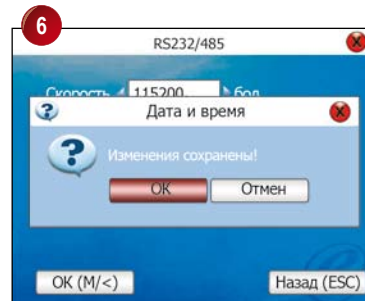 6
RS232/485
Скорость 115200 бод
Дата и время
Изменения сохранены!
OK
Отмен
OK (M/<)
Назад (ESC)